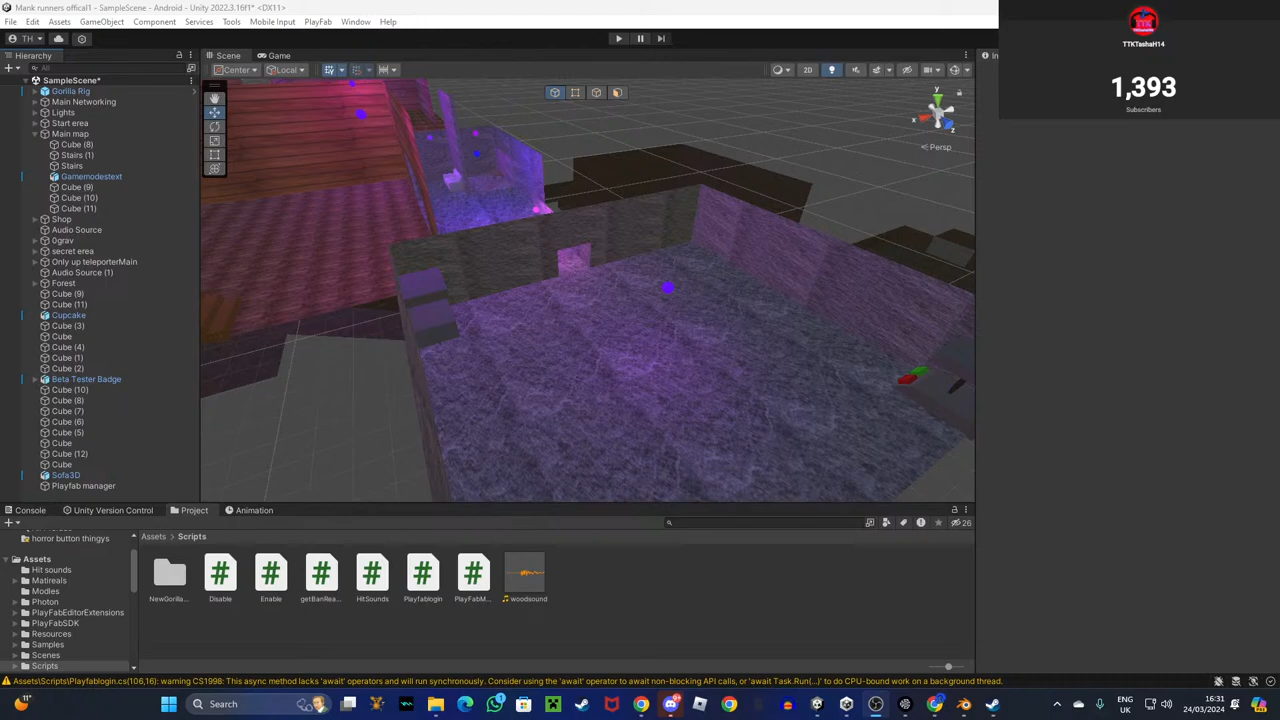 Mank runners offical1 - SampleScene - Android - Unity 2022.3.16f1* <DX11>
File Edit Assets GameObject Component Services Tools Mobile Input PlayFab Window Help
TH
TTKTashaH14
1,393
Subscribers
Hierarchy
All
SampleScene*
Gorilla Rig
Main Networking
Lights
Start erea
Main map
Cube (8)
Stairs (1)
Stairs
Gamemodestext
Cube (9)
Cube (10)
Cube (11)
Shop
Audio Source
0grav
secret erea
Only up teleporterMain
Audio Source (1)
Forest
Cube (9)
Cube (11)
Cupcake
Cube (3)
Cube
Cube (4)
Cube (1)
Cube (2)
Beta Tester Badge
Cube (10)
Cube (8)
Cube (7)
Cube (6)
Cube (5)
Cube
Cube (12)
Cube
Sofa3D
Playfab manager
Scene Game
Center Local
2D
y
x
z
Persp
Console Unity Version Control Project Animation
26
horror button thingys
Assets
Hit sounds
Matireals
Modles
Photon
PlayFabEditorExtensions
PlayFabSDK
Resources
Samples
Scenes
Scripts
Assets > Scripts
NewGorilla...
Disable
Enable
getBanRea...
HitSounds
Playfablogin
PlayFabM...
woodsound
Assets\Scripts\Playfablogin.cs(106,16): warning CS1998: This async method lacks 'await' operators and will run synchronously. Consider using the 'await' operator to await non-blocking API calls, or 'await Task.Run(...)' to do CPU-bound work on a background thread.
11°
Search
ENG
UK
16:31
24/03/2024